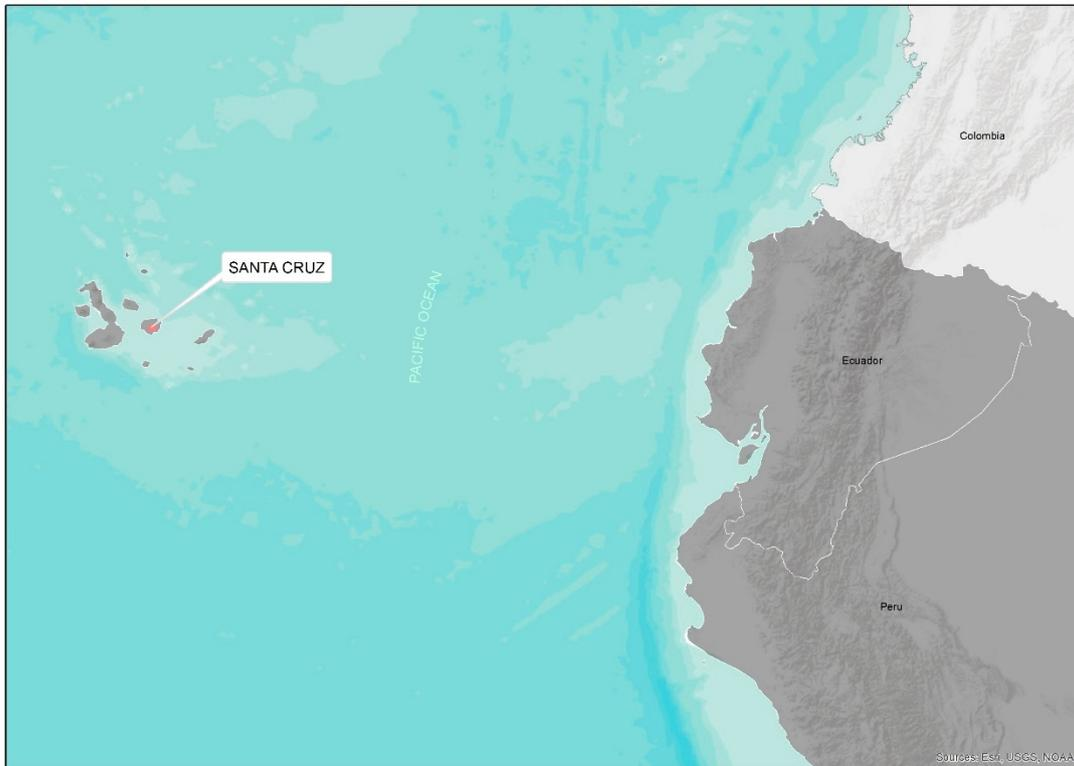 Colombia
SANTA CRUZ
PACIFIC OCEAN
Ecuador
Peru
Sources: Esri, USGS, NOAA